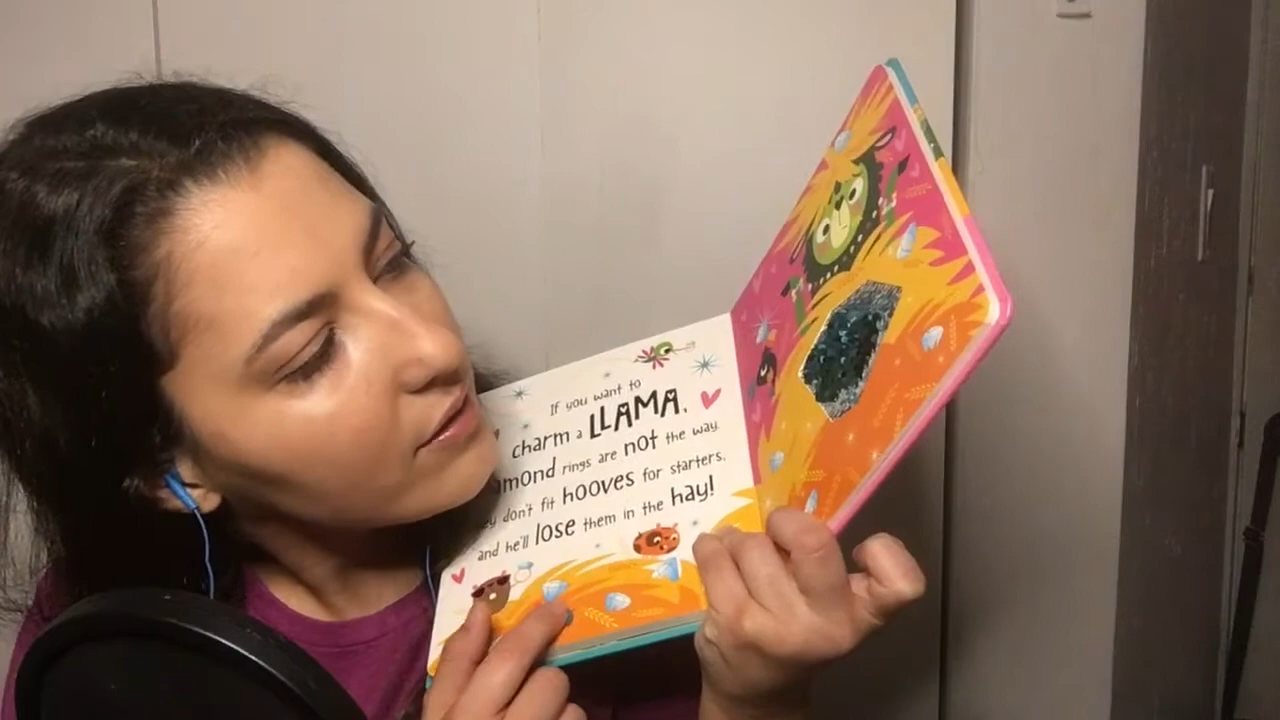 If you want to
charm a LLAMA,
amond rings are not the way.
ey don't fit hooves for starters,
and he'll lose them in the hay!